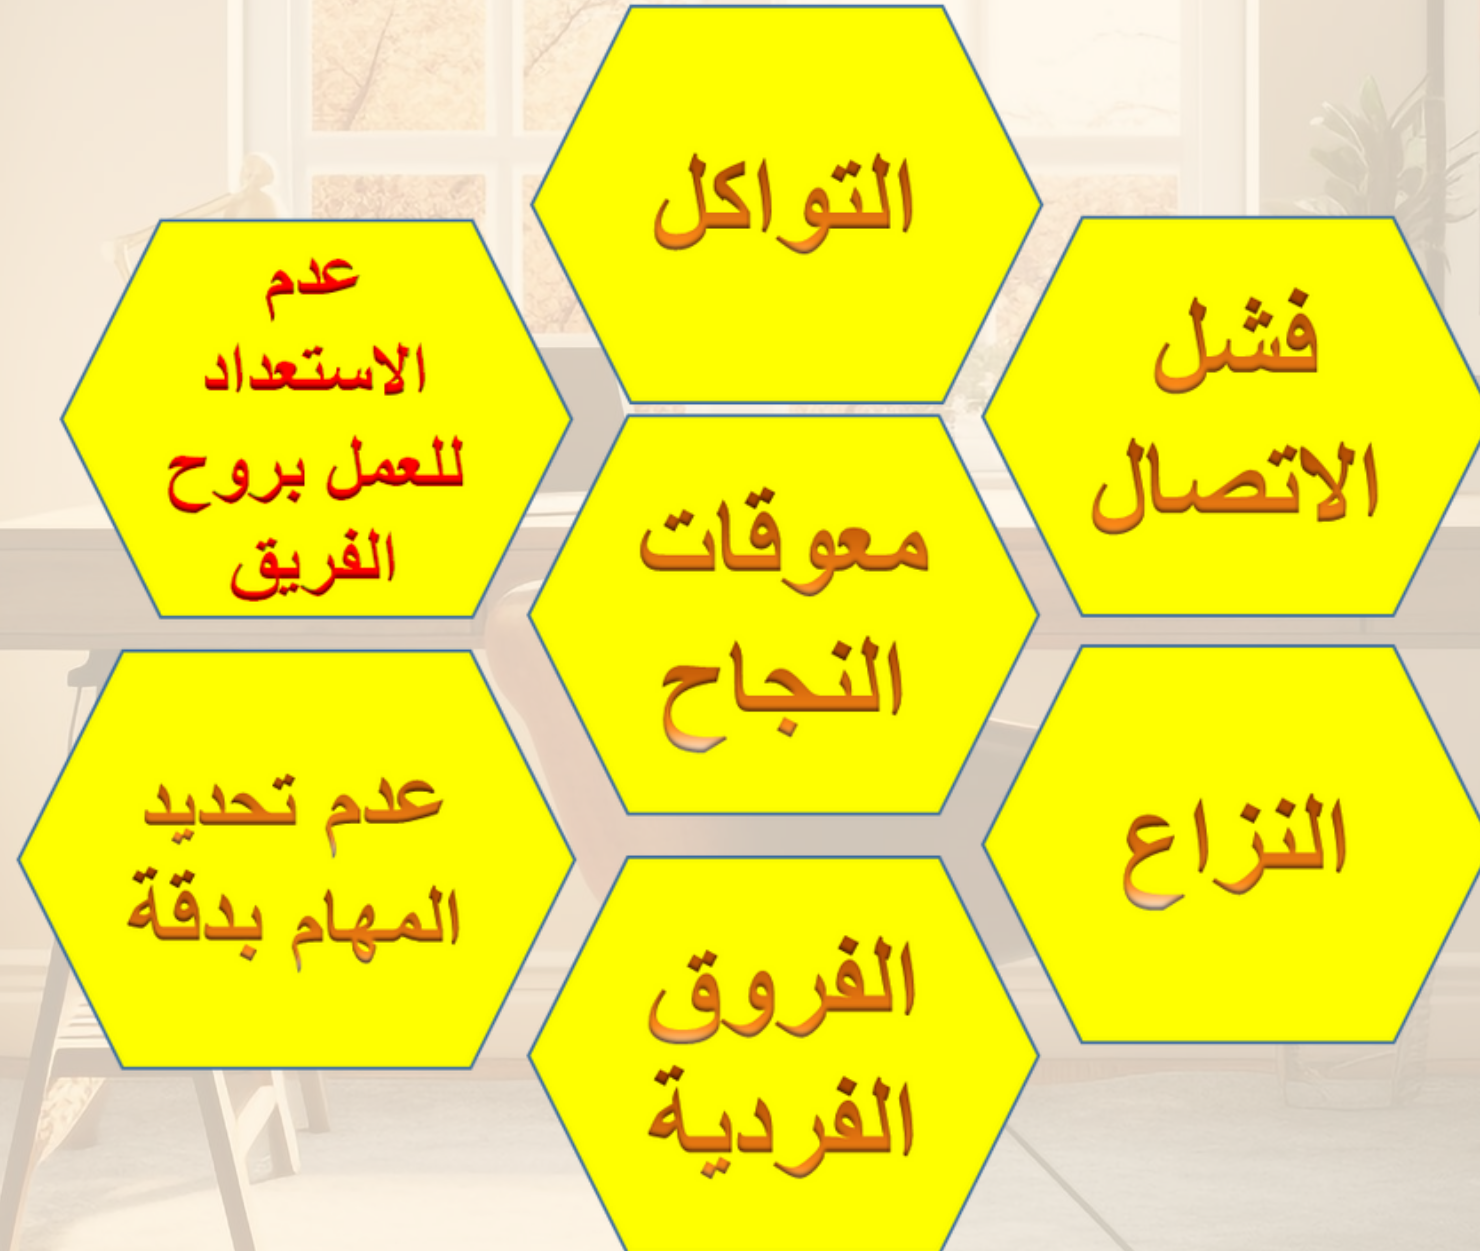 التواكل
فشل
الاتصال
عدم
الاستعداد
للعمل بروح
الفريق
معوقات
النجاح
النزاع
عدم تحديد
المهام بدقة
الفروق
الفردية